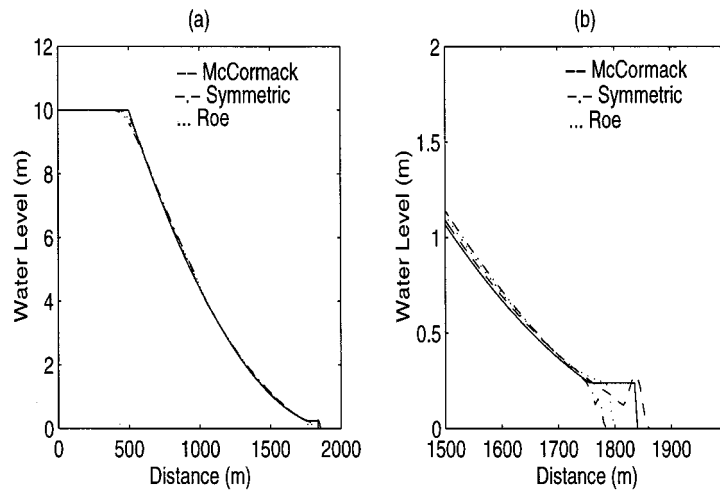 (a)
12
10
8
6
4
2
0
0
500
1000
1500
2000
Water Level (m)
Distance (m)
McCormack
Symmetric
Roe
(b)
2
1.5
1
0.5
0
1500
1600
1700
1800
1900
Water Level (m)
Distance (m)
McCormack
Symmetric
Roe